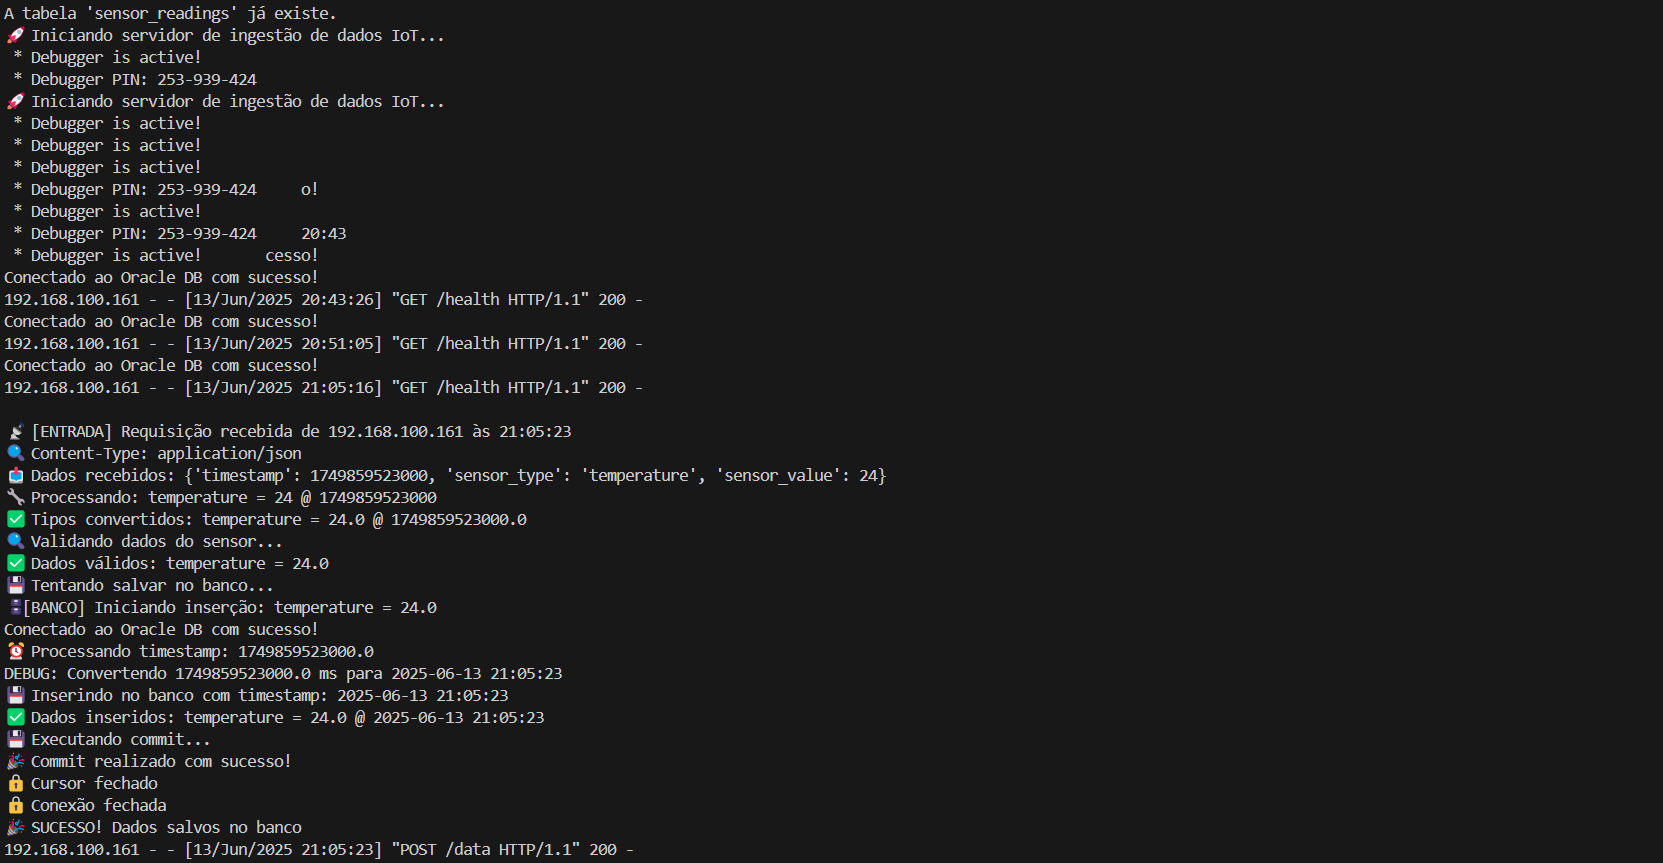 A tabela 'sensor_readings' já existe.
🚀 Iniciando servidor de ingestão de dados IoT...
 * Debugger is active!
 * Debugger PIN: 253-939-424
🚀 Iniciando servidor de ingestão de dados IoT...
 * Debugger is active!
 * Debugger is active!
 * Debugger is active!
 * Debugger PIN: 253-939-424     o!
 * Debugger is active!
 * Debugger PIN: 253-939-424     20:43
 * Debugger is active!       cesso!
Conectado ao Oracle DB com sucesso!
192.168.100.161 - - [13/Jun/2025 20:43:26] "GET /health HTTP/1.1" 200 -
Conectado ao Oracle DB com sucesso!
192.168.100.161 - - [13/Jun/2025 20:51:05] "GET /health HTTP/1.1" 200 -
Conectado ao Oracle DB com sucesso!
192.168.100.161 - - [13/Jun/2025 21:05:16] "GET /health HTTP/1.1" 200 -

📡 [ENTRADA] Requisição recebida de 192.168.100.161 às 21:05:23
🔍 Content-Type: application/json
📥 Dados recebidos: {'timestamp': 1749859523000, 'sensor_type': 'temperature', 'sensor_value': 24}
🔧 Processando: temperature = 24 @ 1749859523000
✅ Tipos convertidos: temperature = 24.0 @ 1749859523000.0
🔍 Validando dados do sensor...
✅ Dados válidos: temperature = 24.0
💾 Tentando salvar no banco...
🗄️[BANCO] Iniciando inserção: temperature = 24.0
Conectado ao Oracle DB com sucesso!
⏰ Processando timestamp: 1749859523000.0
DEBUG: Convertendo 1749859523000.0 ms para 2025-06-13 21:05:23
💾 Inserindo no banco com timestamp: 2025-06-13 21:05:23
✅ Dados inseridos: temperature = 24.0 @ 2025-06-13 21:05:23
💾 Executando commit...
🎉 Commit realizado com sucesso!
🔒 Cursor fechado
🔒 Conexão fechada
🎉 SUCESSO! Dados salvos no banco
192.168.100.161 - - [13/Jun/2025 21:05:23] "POST /data HTTP/1.1" 200 -